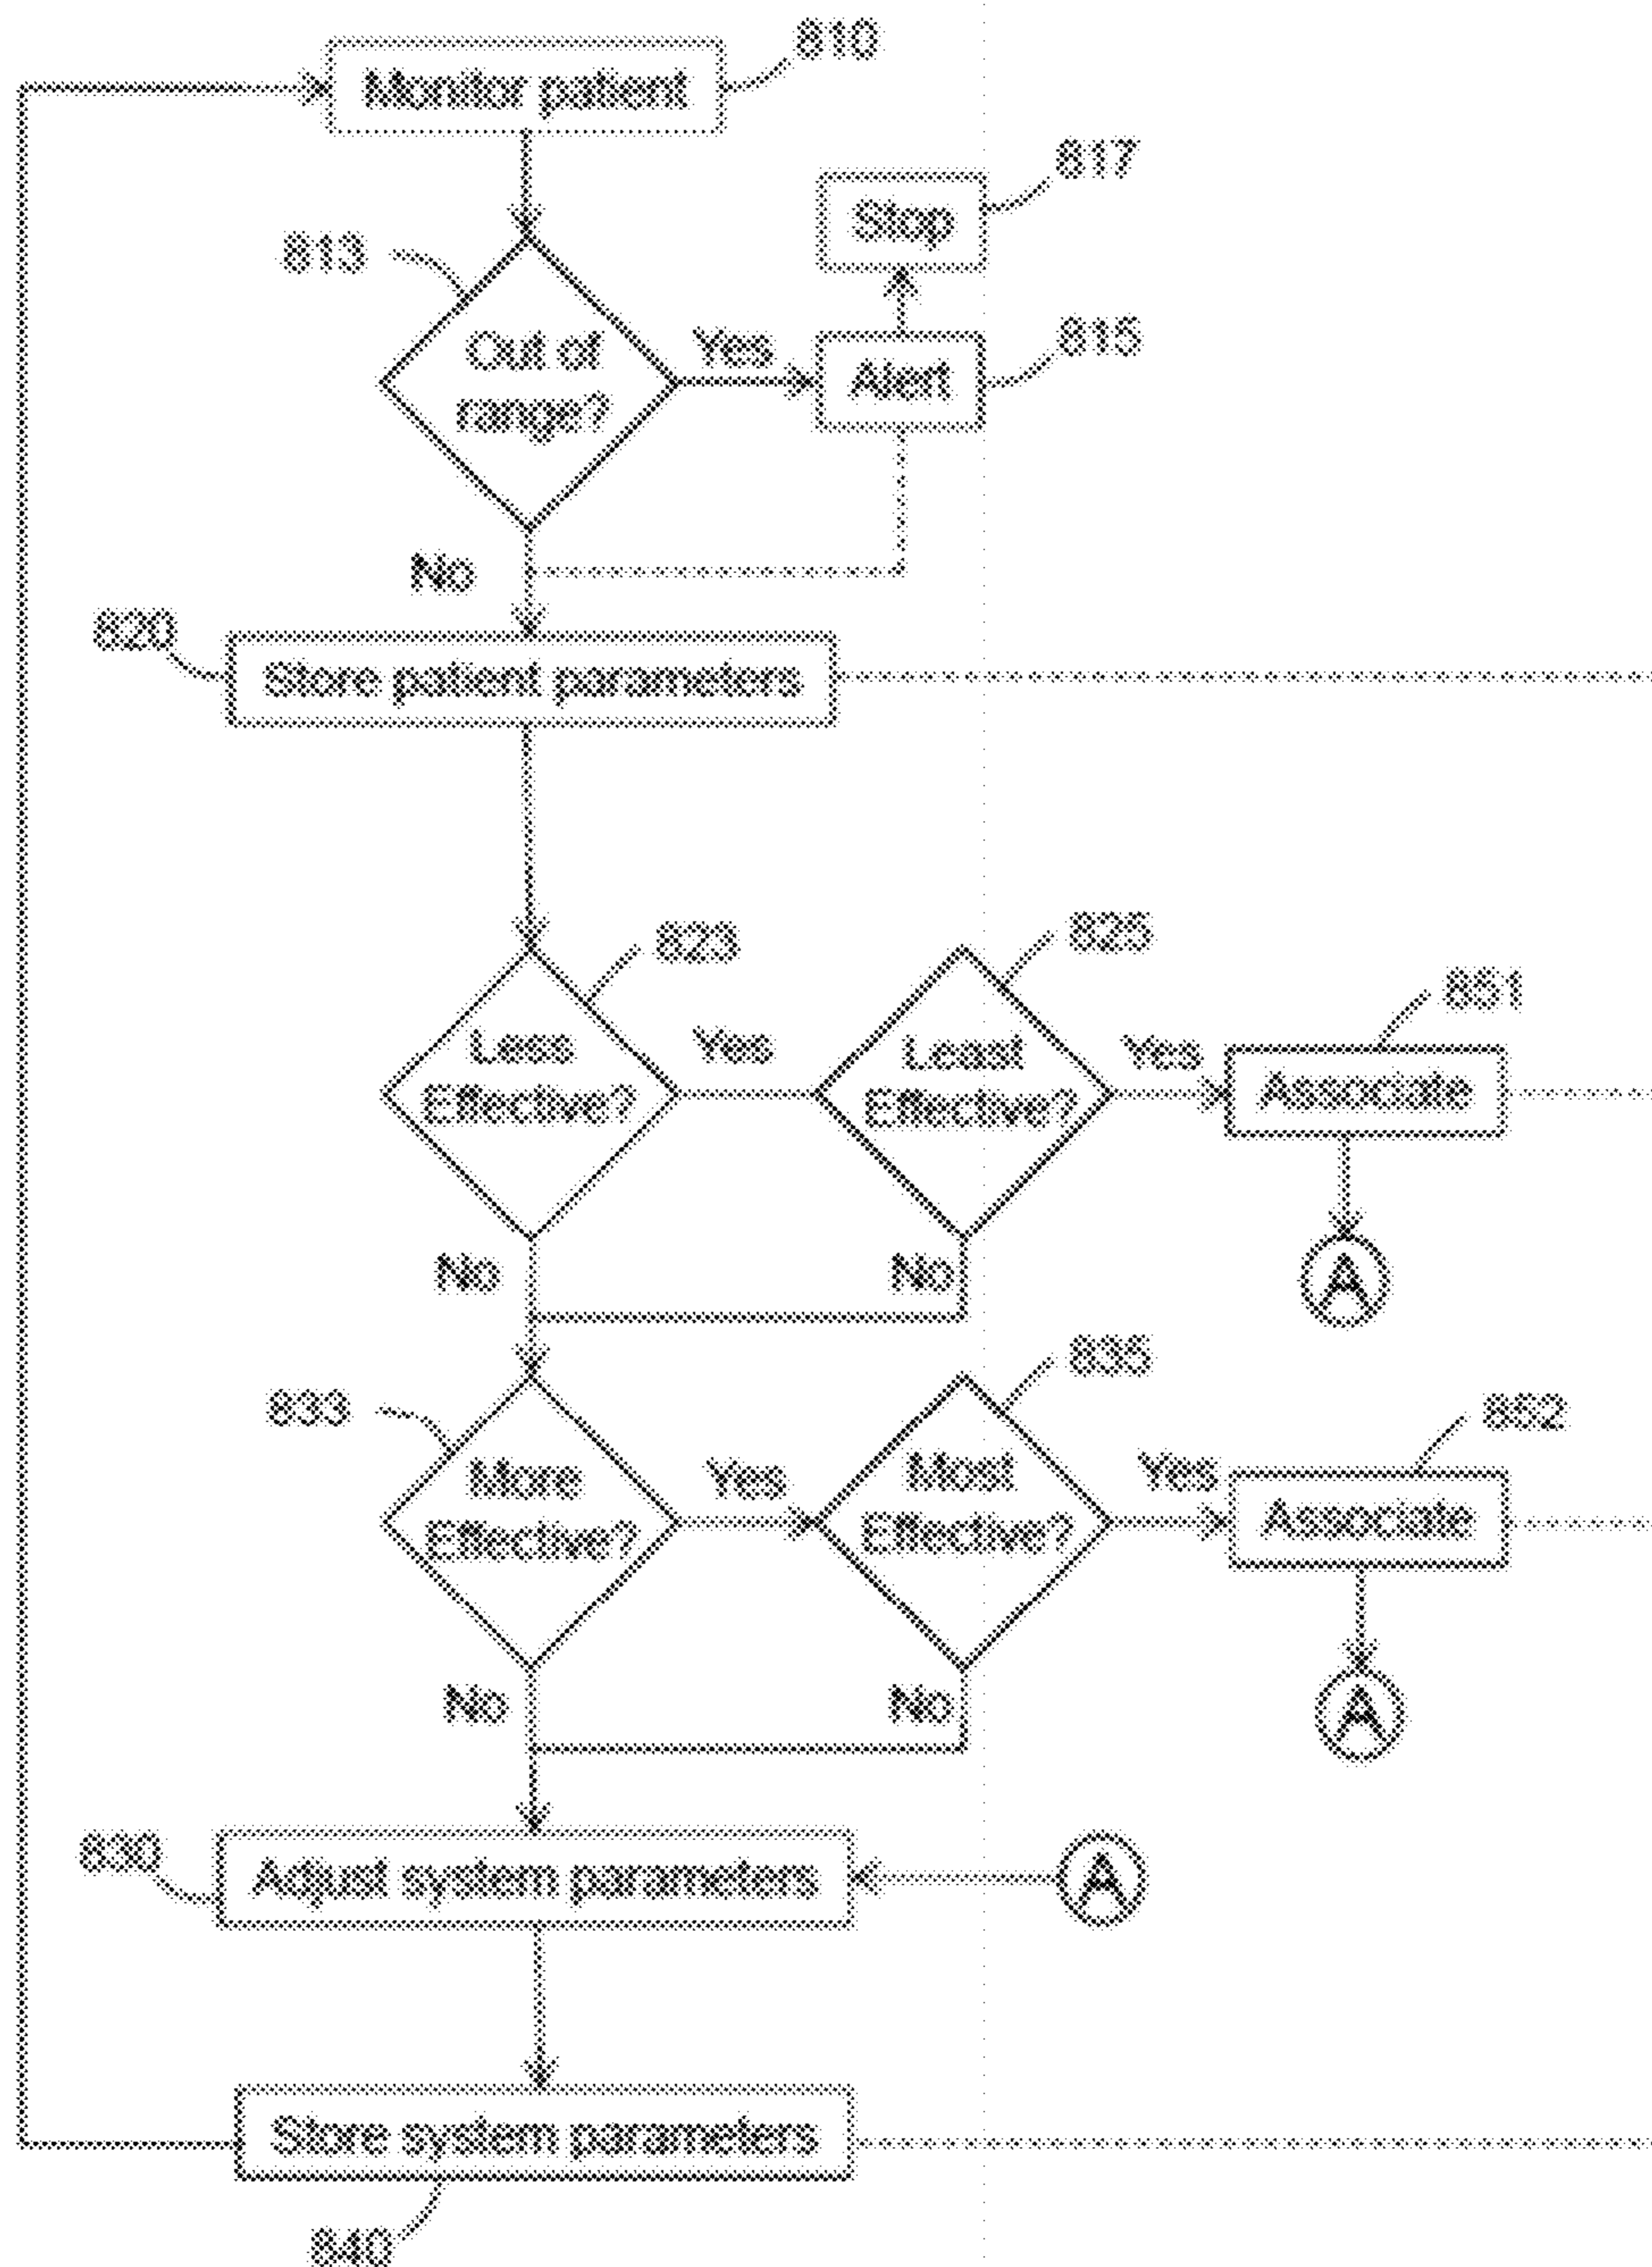 810
Monitor patient
817
Stop
813
Out of
range?
Yes
815
Alert
No
820
Store patient parameters
823
825
851
Less
Effective?
Yes
Least
Effective?
Yes
Associate
No
No
A
833
835
852
More
Effective?
Yes
Most
Effective?
Yes
Associate
No
No
A
830
Adjust system parameters
A
Store system parameters
840